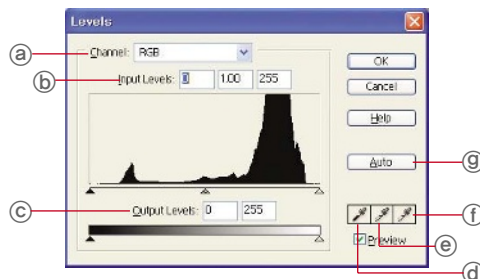 Levels
a Channel: RGB
OK
b Input Levels: 0 1.00 255
Cancel
Help
Auto g
c Output Levels: 0 255
f
Preview e
d